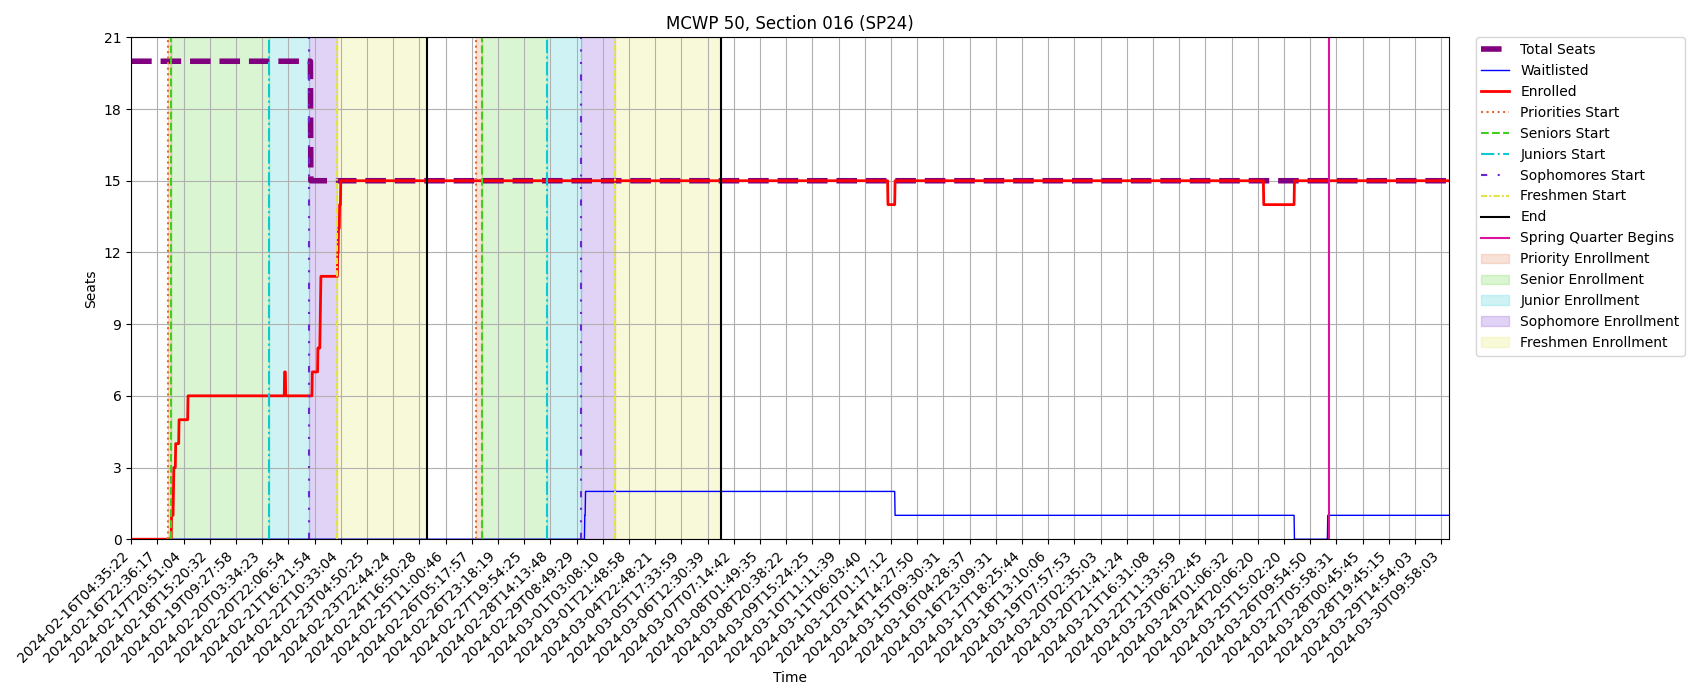 MCWP 50, Section 016 (SP24)
21
18
15
12
9
6
3
0
Seats
2024-02-16T04:35:22
2024-02-16T22:36:17
2024-02-17T20:51:04
2024-02-18T15:20:32
2024-02-19T09:27:58
2024-02-20T03:34:23
2024-02-20T22:06:54
2024-02-21T16:21:54
2024-02-22T10:33:04
2024-02-23T04:50:25
2024-02-23T22:44:24
2024-02-24T16:50:28
2024-02-25T11:00:46
2024-02-26T05:17:57
2024-02-26T23:18:19
2024-02-27T19:54:25
2024-02-28T14:13:48
2024-02-29T08:49:29
2024-03-01T03:08:10
2024-03-01T21:48:58
2024-03-04T22:48:21
2024-03-05T17:33:59
2024-03-06T12:30:39
2024-03-07T07:14:42
2024-03-08T01:49:35
2024-03-08T20:38:22
2024-03-09T15:24:25
2024-03-10T11:11:39
2024-03-11T06:03:40
2024-03-12T01:17:12
2024-03-14T14:27:50
2024-03-15T09:30:31
2024-03-16T04:28:37
2024-03-16T23:09:31
2024-03-17T18:25:44
2024-03-18T13:10:06
2024-03-19T07:57:53
2024-03-20T02:35:03
2024-03-20T21:41:24
2024-03-21T16:31:08
2024-03-22T11:33:59
2024-03-23T06:22:45
2024-03-24T01:06:32
2024-03-24T20:06:20
2024-03-25T15:02:20
2024-03-26T09:54:50
2024-03-27T05:58:31
2024-03-28T00:45:45
2024-03-28T19:45:15
2024-03-29T14:54:03
2024-03-30T09:58:03
Time
Total Seats
Waitlisted
Enrolled
Priorities Start
Seniors Start
Juniors Start
Sophomores Start
Freshmen Start
End
Spring Quarter Begins
Priority Enrollment
Senior Enrollment
Junior Enrollment
Sophomore Enrollment
Freshmen Enrollment